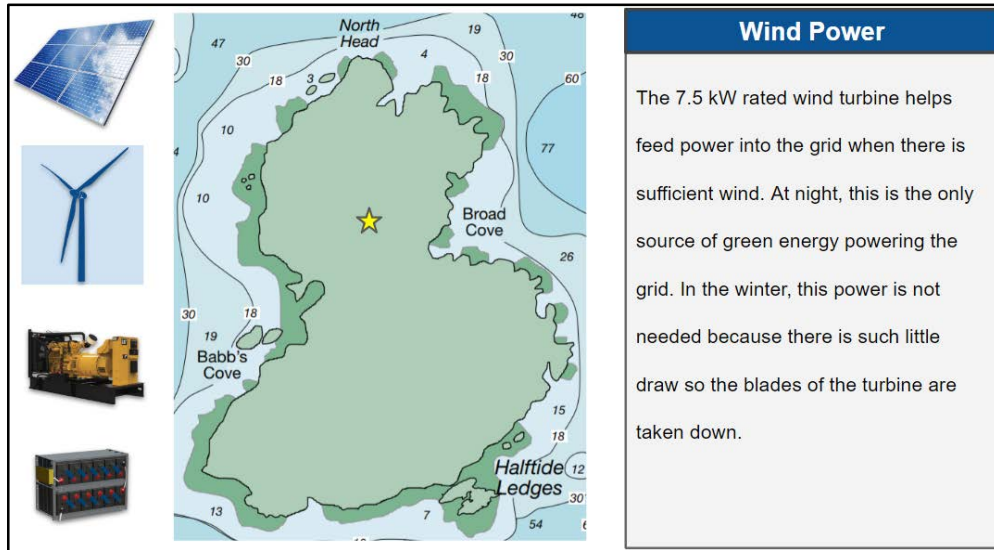 North
Head
48
47
19
30
4
30
3
18
18
60
10
77
10
Broad
Cove
26
30
18
19
Babb's
Cove
15
18
Halftide
Ledges
12
30
13
7
54
Wind Power
The 7.5 kW rated wind turbine helps
feed power into the grid when there is
sufficient wind. At night, this is the only
source of green energy powering the
grid. In the winter, this power is not
needed because there is such little
draw so the blades of the turbine are
taken down.